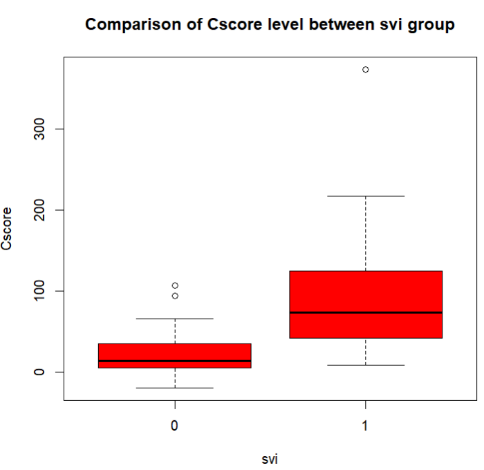 Comparison of Cscore level between svi group
Cscore
300
200
100
0
0 1
svi